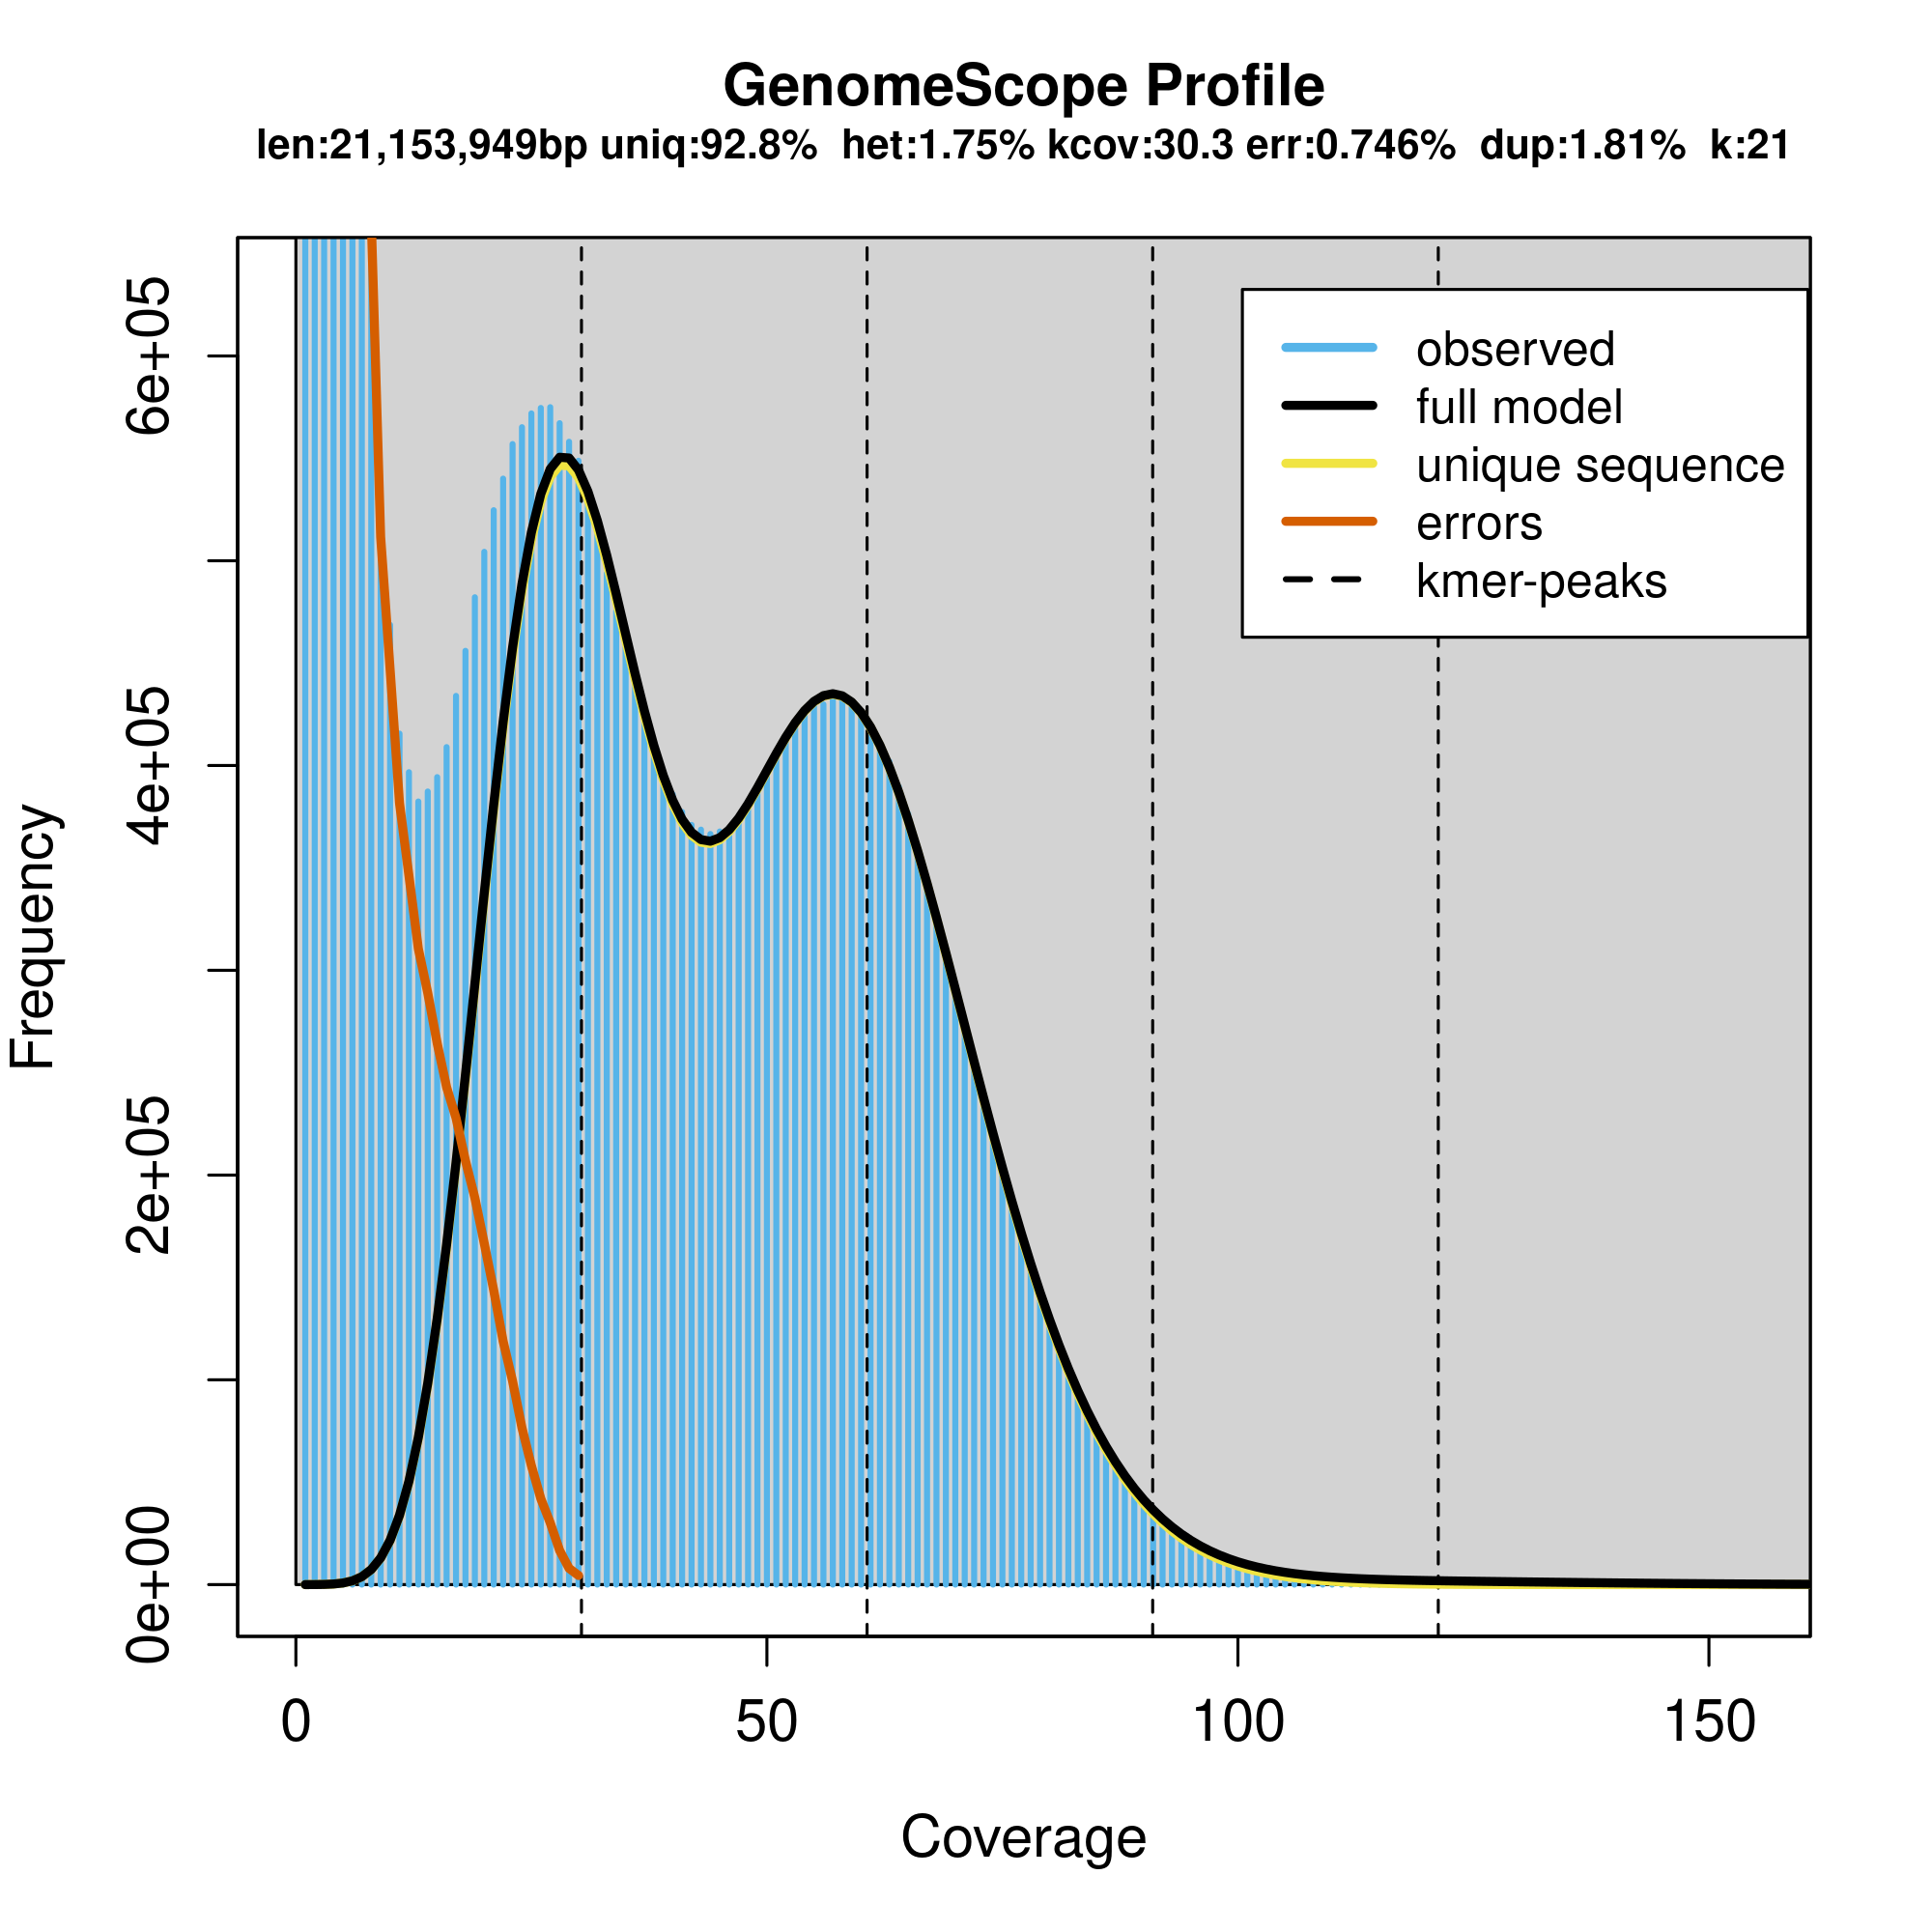 GenomeScope Profile
len:21,153,949bp uniq:92.8% het:1.75% kcov:30.3 err:0.746% dup:1.81% k:21
observed
full model
unique sequence
errors
kmer-peaks
Frequency
6e+05
4e+05
2e+05
0e+00
0 50 100 150
Coverage